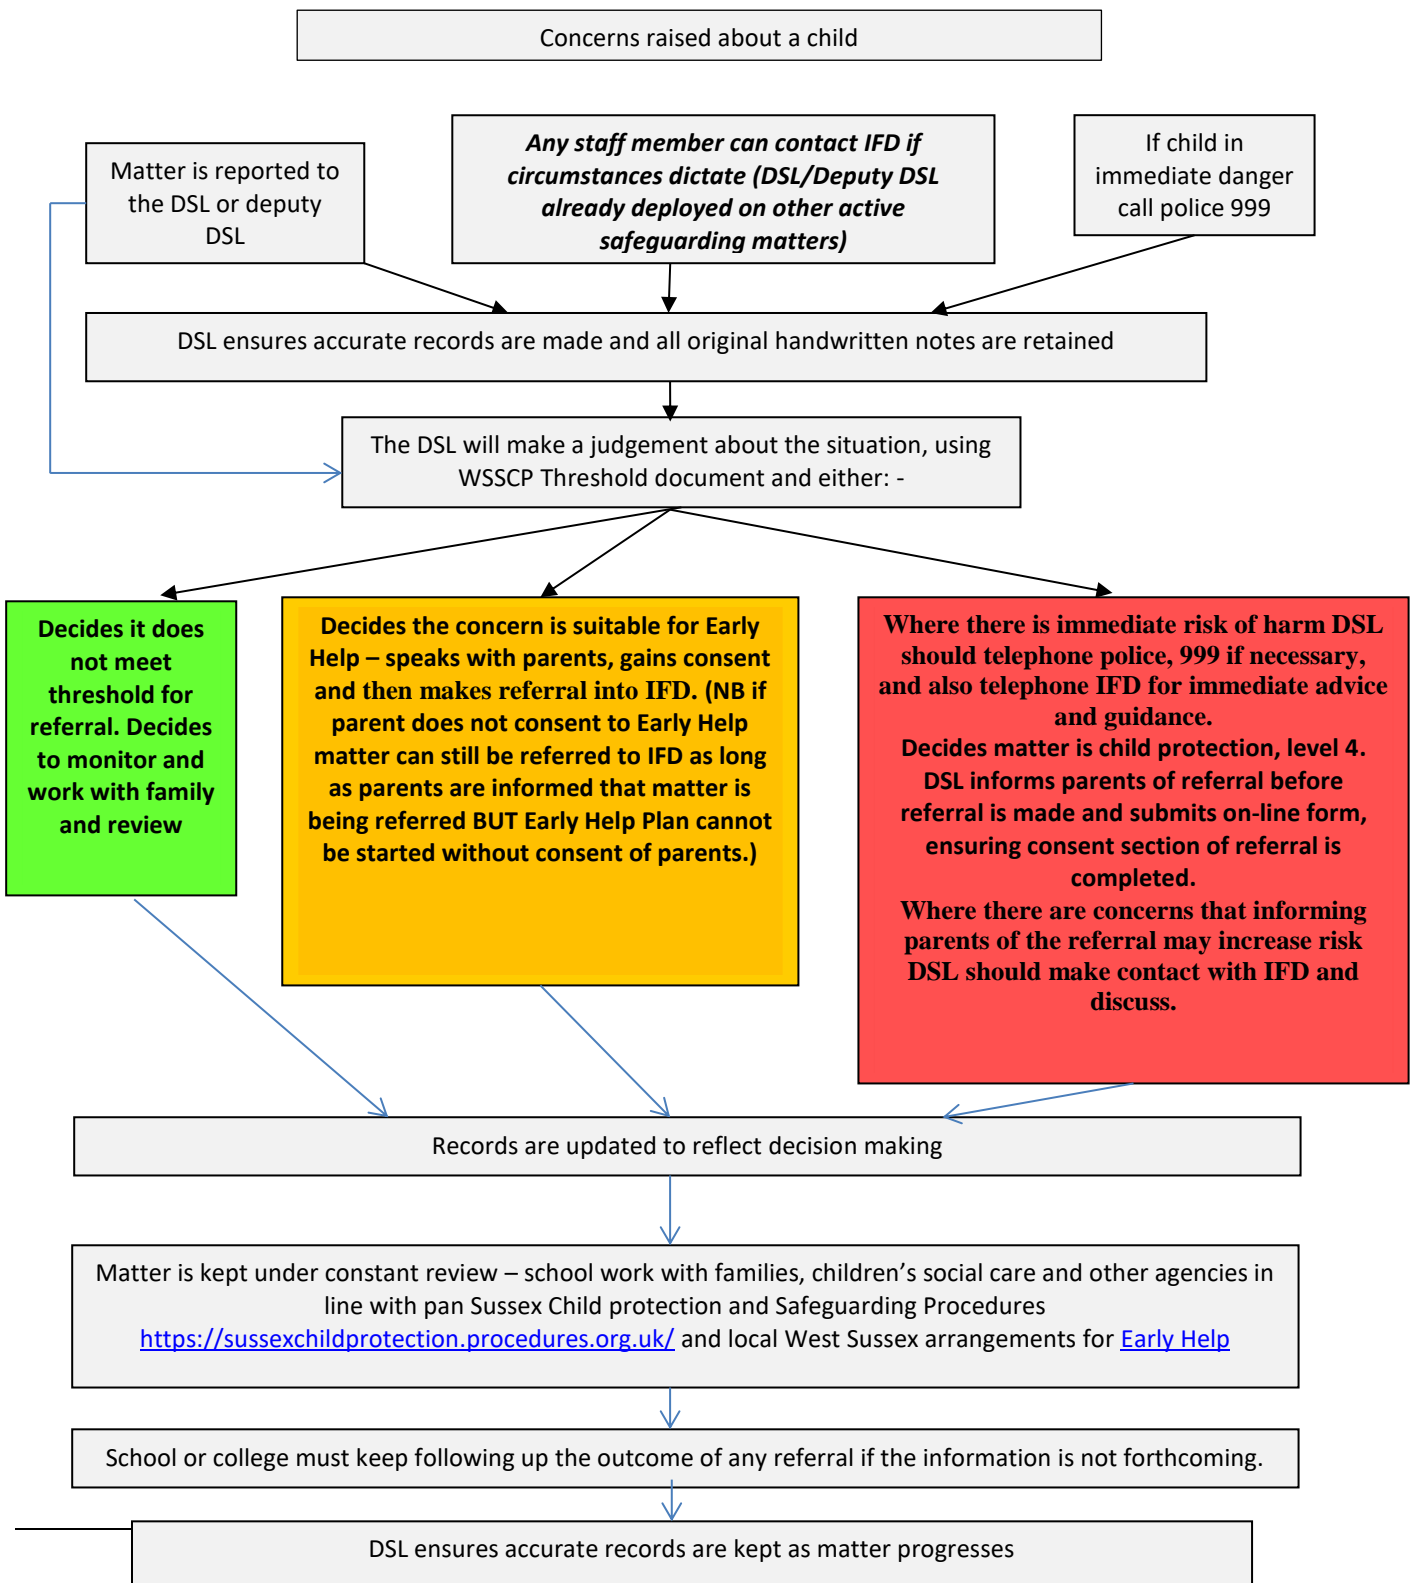 Concerns raised about a child
Matter is reported to
the DSL or deputy
DSL
Any staff member can contact IFD if
circumstances dictate (DSL/Deputy DSL
already deployed on other active
safeguarding matters)
If child in
immediate danger
call police 999
DSL ensures accurate records are made and all original handwritten notes are retained
The DSL will make a judgement about the situation, using
WSSCP Threshold document and either: -
Decides it does
not meet
threshold for
referral. Decides
to monitor and
work with family
and review
Decides the concern is suitable for Early
Help – speaks with parents, gains consent
and then makes referral into IFD. (NB if
parent does not consent to Early Help
matter can still be referred to IFD as long
as parents are informed that matter is
being referred BUT Early Help Plan cannot
be started without consent of parents.)
Where there is immediate risk of harm DSL
should telephone police, 999 if necessary,
and also telephone IFD for immediate advice
and guidance.
Decides matter is child protection, level 4.
DSL informs parents of referral before
referral is made and submits on-line form,
ensuring consent section of referral is
completed.
Where there are concerns that informing
parents of the referral may increase risk
DSL should make contact with IFD and
discuss.
Records are updated to reflect decision making
Matter is kept under constant review – school work with families, children’s social care and other agencies in
line with pan Sussex Child protection and Safeguarding Procedures
https://sussexchildprotection.procedures.org.uk/ and local West Sussex arrangements for Early Help
School or college must keep following up the outcome of any referral if the information is not forthcoming.
DSL ensures accurate records are kept as matter progresses